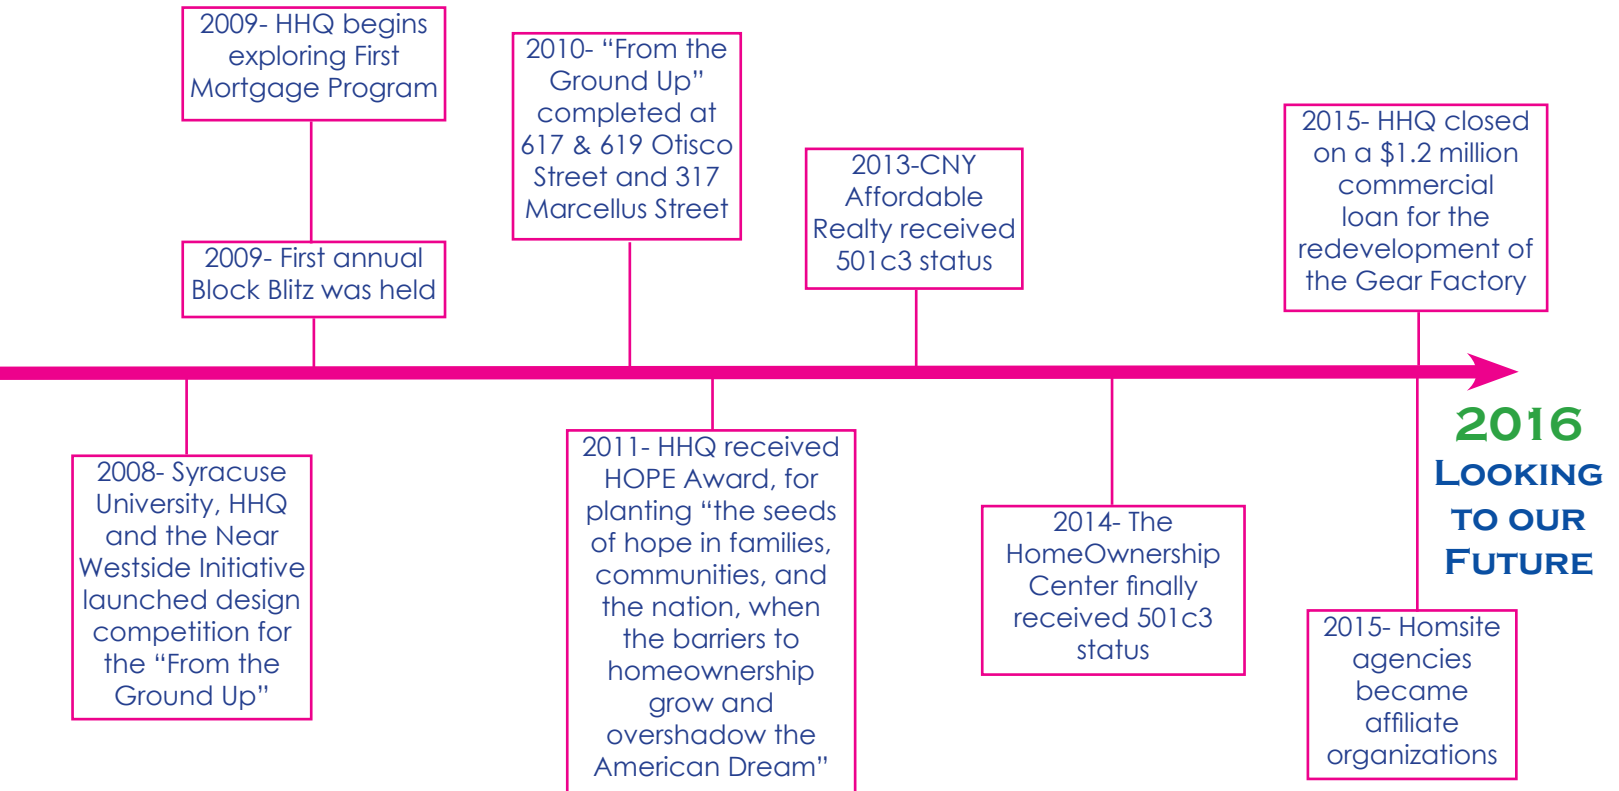 2009- HHQ begins
exploring First
Mortgage Program
2009- First annual
Block Blitz was held
2010- “From the
Ground Up”
completed at
617 & 619 Otisco
Street and 317
Marcellus Street
2013-CNY
Affordable
Realty received
501c3 status
2015- HHQ closed
on a $1.2 million
commercial
loan for the
redevelopment of
the Gear Factory
2008- Syracuse
University, HHQ
and the Near
Westside Initiative
launched design
competition for
the “From the
Ground Up”
2011- HHQ received
HOPE Award, for
planting “the seeds
of hope in families,
communities, and
the nation, when
the barriers to
homeownership
grow and
overshadow the
American Dream”
2014- The
HomeOwnership
Center finally
received 501c3
status
2015- Homsite
agencies
became
affiliate
organizations
2016
Looking
to our
Future